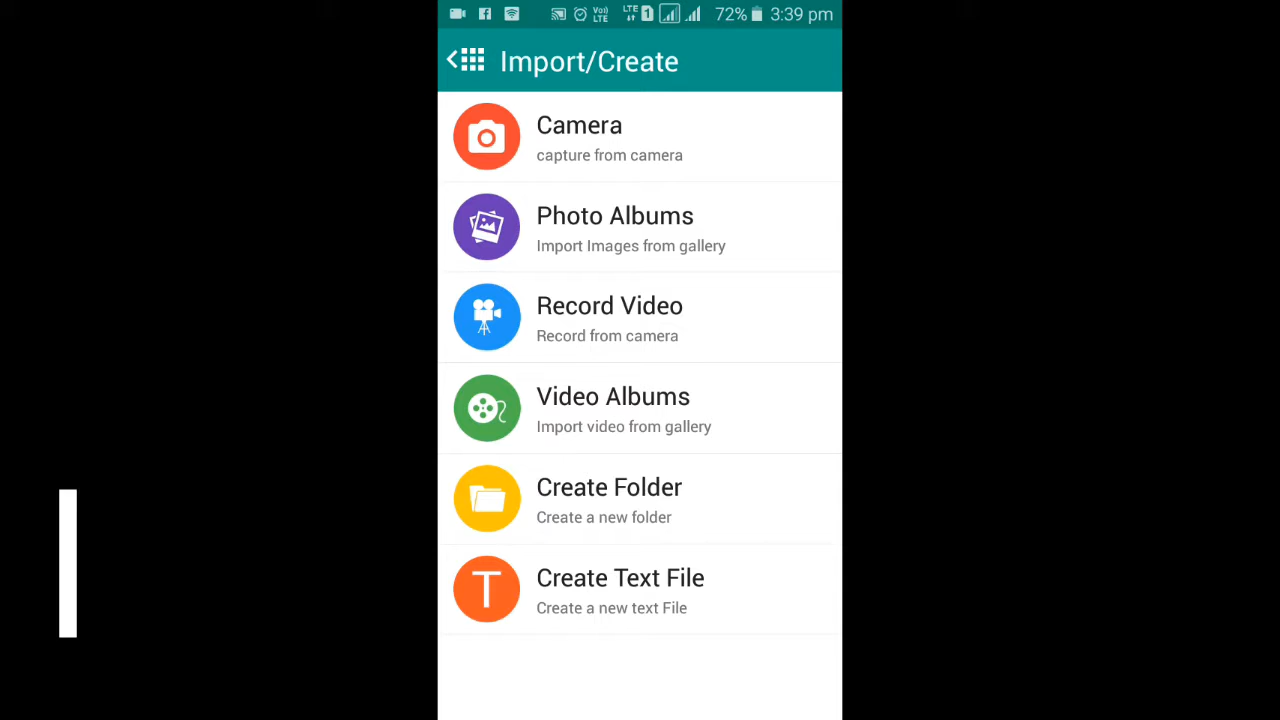 Vo)) LTE LTE 1 72% 3:39 pm
Import/Create
Camera
capture from camera
Photo Albums
Import Images from gallery
Record Video
Record from camera
Video Albums
Import video from gallery
Create Folder
Create a new folder
T
Create Text File
Create a new text File